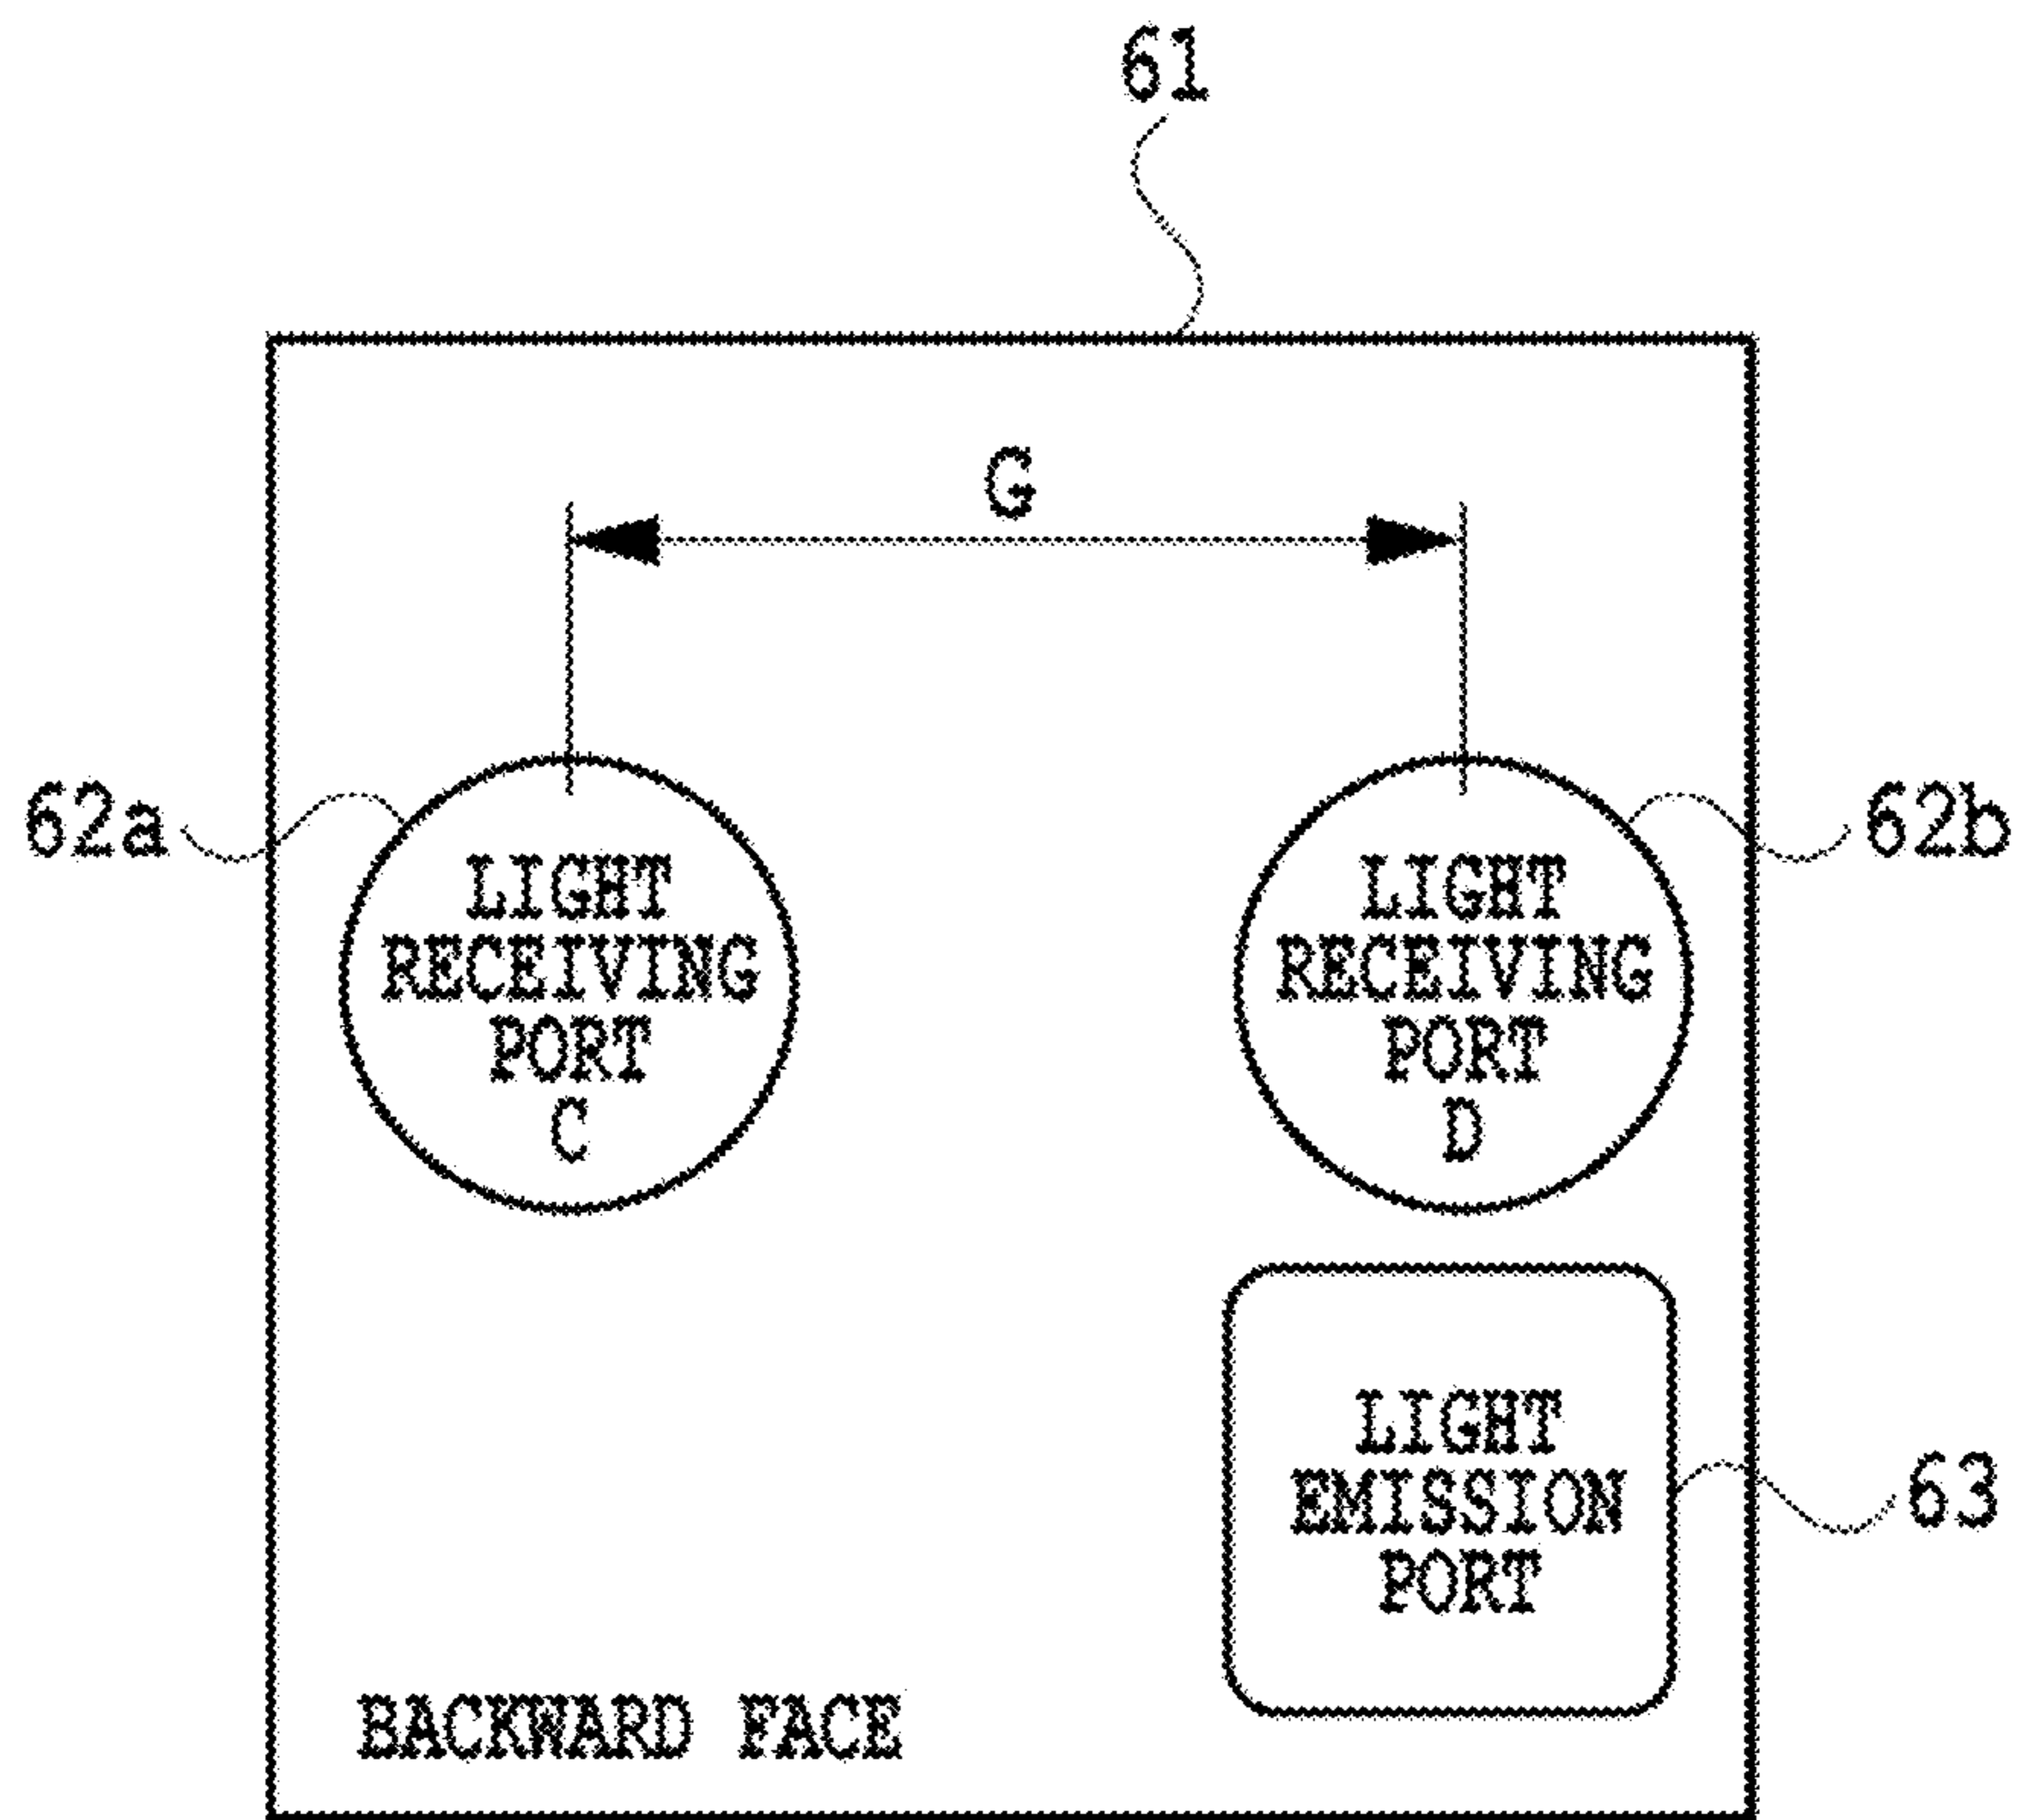 61
G
62a
62b
LIGHT
RECEIVING
PORT
C
LIGHT
RECEIVING
PORT
D
LIGHT
EMISSION
PORT
63
BACKWARD FACE